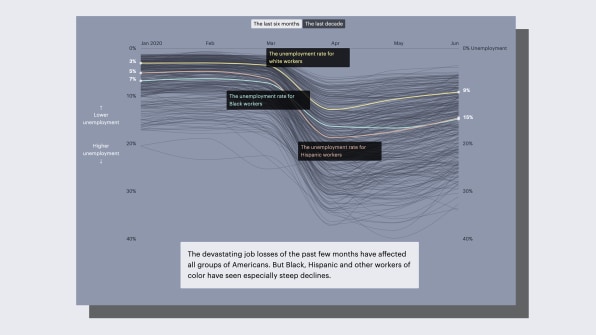 The last six months The last decade
Jan 2020 Feb Mar Apr May Jun
0% 0% Unemployment
The unemployment rate for
white workers
3%
5%
7%
9%
The unemployment rate for
Black workers
10%
↑
Lower
unemployment
15%
Higher
unemployment
↓
20% 20%
The unemployment rate for
Hispanic workers
30% 30%
40% 40%
The devastating job losses of the past few months have affected
all groups of Americans. But Black, Hispanic and other workers of
color have seen especially steep declines.